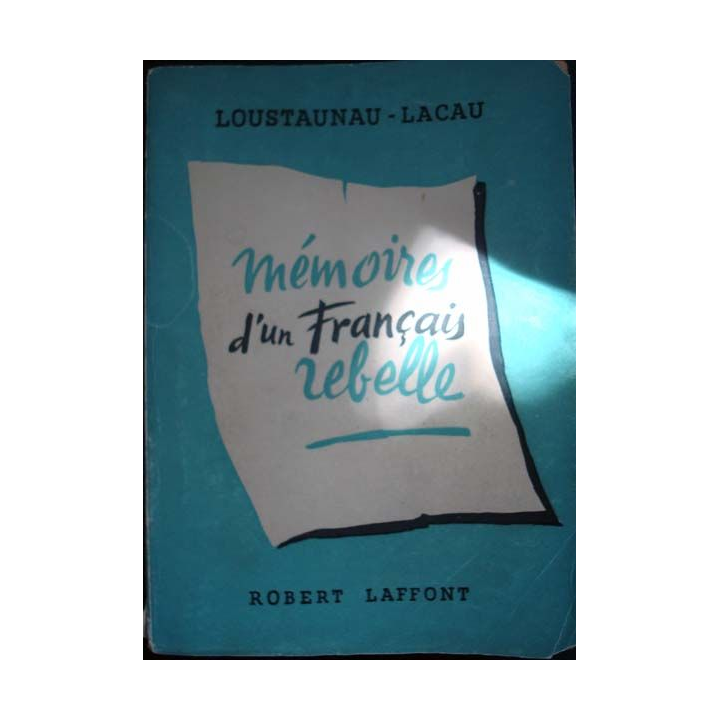 LOUSTAUNAU - LACAU
mémoires
d'un Français
rebelle
ROBERT LAFFONT